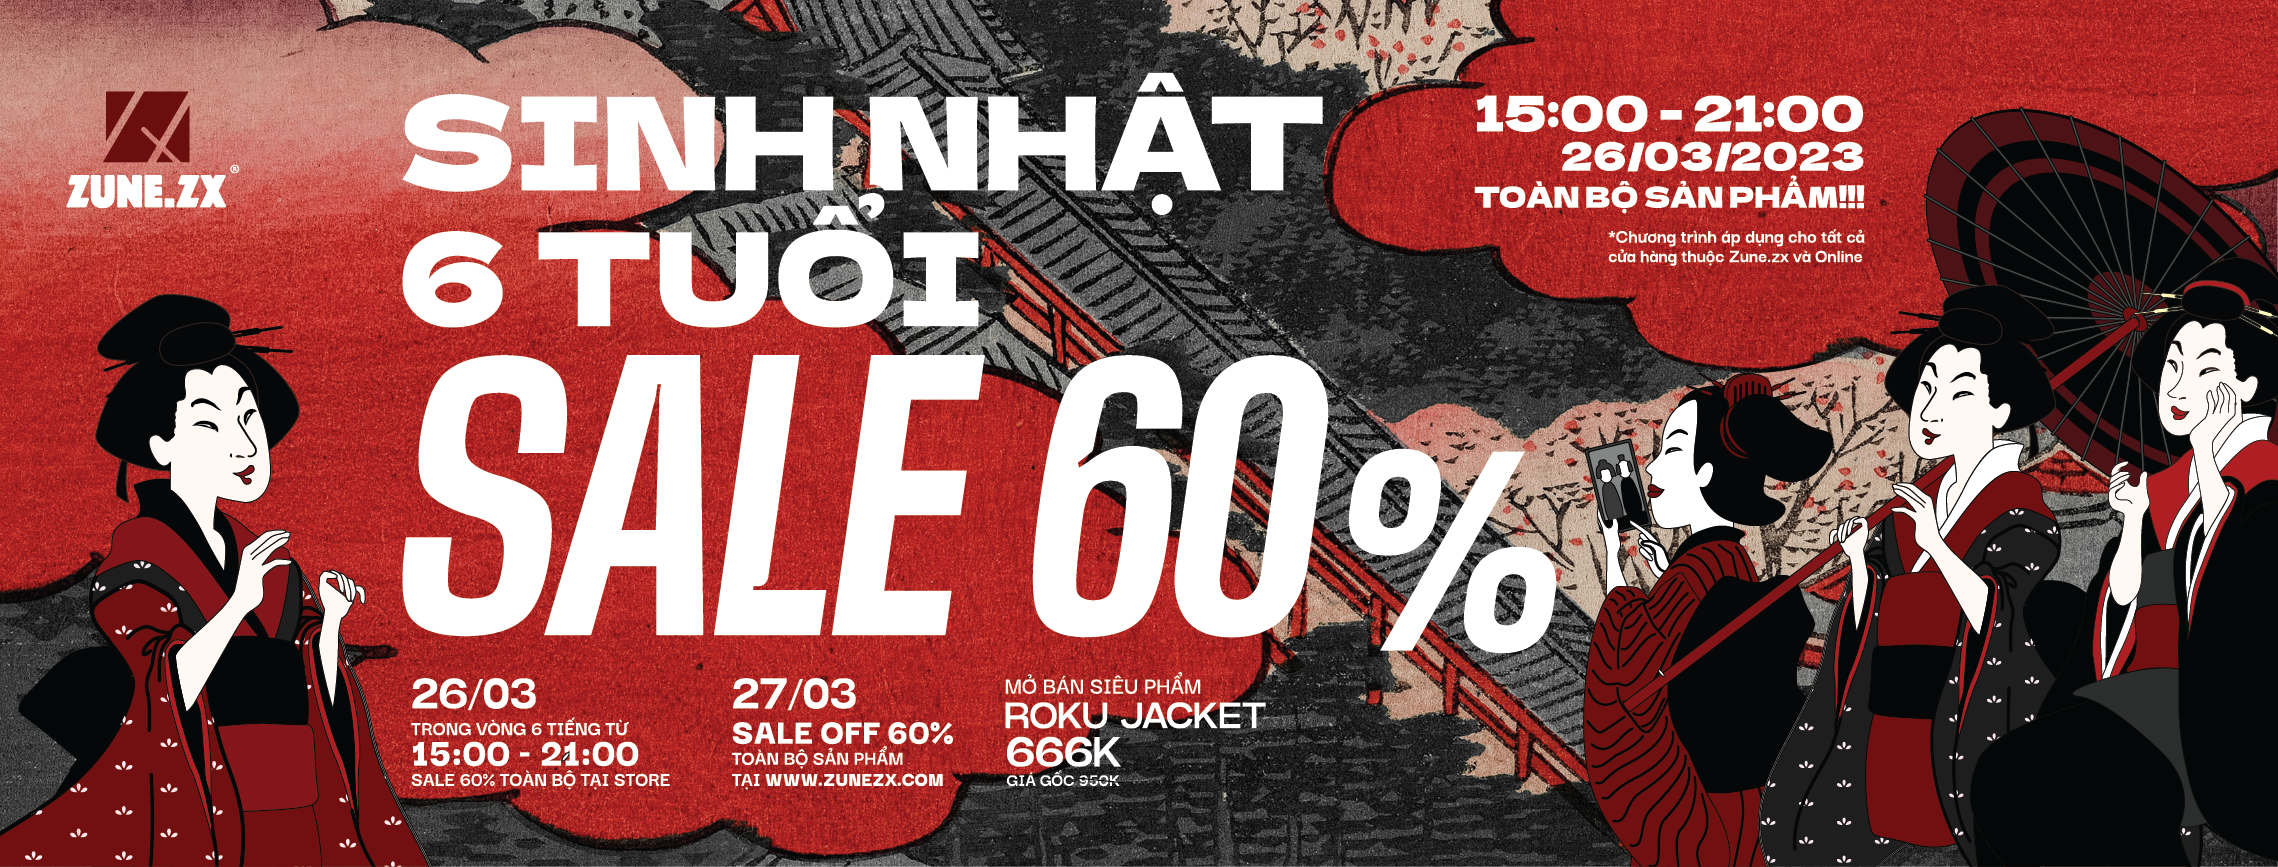 ZUNE.ZX®
SINH NHẬT
6 TUỔI
SALE 60%
15:00 - 21:00
26/03/2023
TOÀN BỘ SẢN PHẨM!!!
*Chương trình áp dụng cho tất cả
cửa hàng thuộc Zune.zx và Online
26/03
TRONG VÒNG 6 TIẾNG TỪ
15:00 - 21:00
SALE 60% TOÀN BỘ TẠI STORE
27/03
SALE OFF 60%
TOÀN BỘ SẢN PHẨM
TẠI WWW.ZUNEZX.COM
MỞ BÁN SIÊU PHẨM
ROKU JACKET
666K
GIÁ GỐC 950K